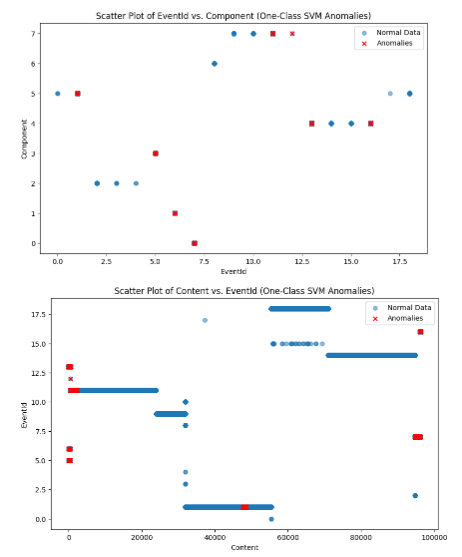 Scatter Plot of EventId vs. Component (One-Class SVM Anomalies)
Normal Data
Anomalies
7
6
5
4
3
2
1
0
Component
0.0 2.5 5.0 7.5 10.0 12.5 15.0 17.5
EventId
Scatter Plot of Content vs. EventId (One-Class SVM Anomalies)
Normal Data
Anomalies
17.5
15.0
12.5
10.0
7.5
5.0
2.5
0.0
EventId
0 20000 40000 60000 80000 100000
Content